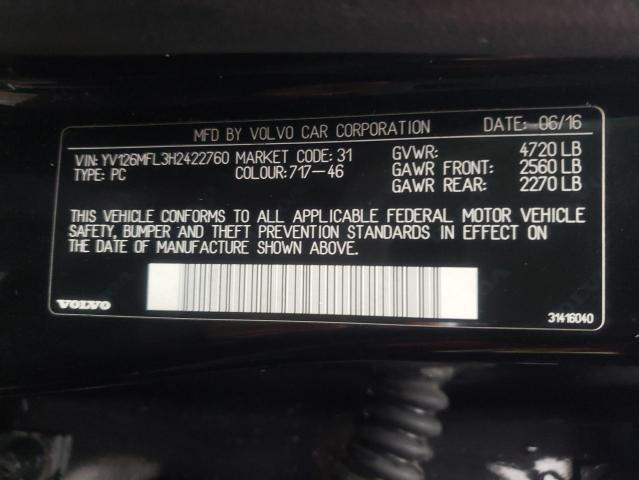 MFD BY VOLVO CAR CORPORATION DATE: 06/16
VIN: YV126MFL3H2422760 MARKET CODE: 31 GVWR: 4720 LB
TYPE: PC COLOUR: 717-46 GAWR FRONT: 2560 LB
GAWR REAR: 2270 LB
THIS VEHICLE CONFORMS TO ALL APPLICABLE FEDERAL MOTOR VEHICLE
SAFETY, BUMPER AND THEFT PREVENTION STANDARDS IN EFFECT ON
THE DATE OF MANUFACTURE SHOWN ABOVE.
VOLVO 31416040